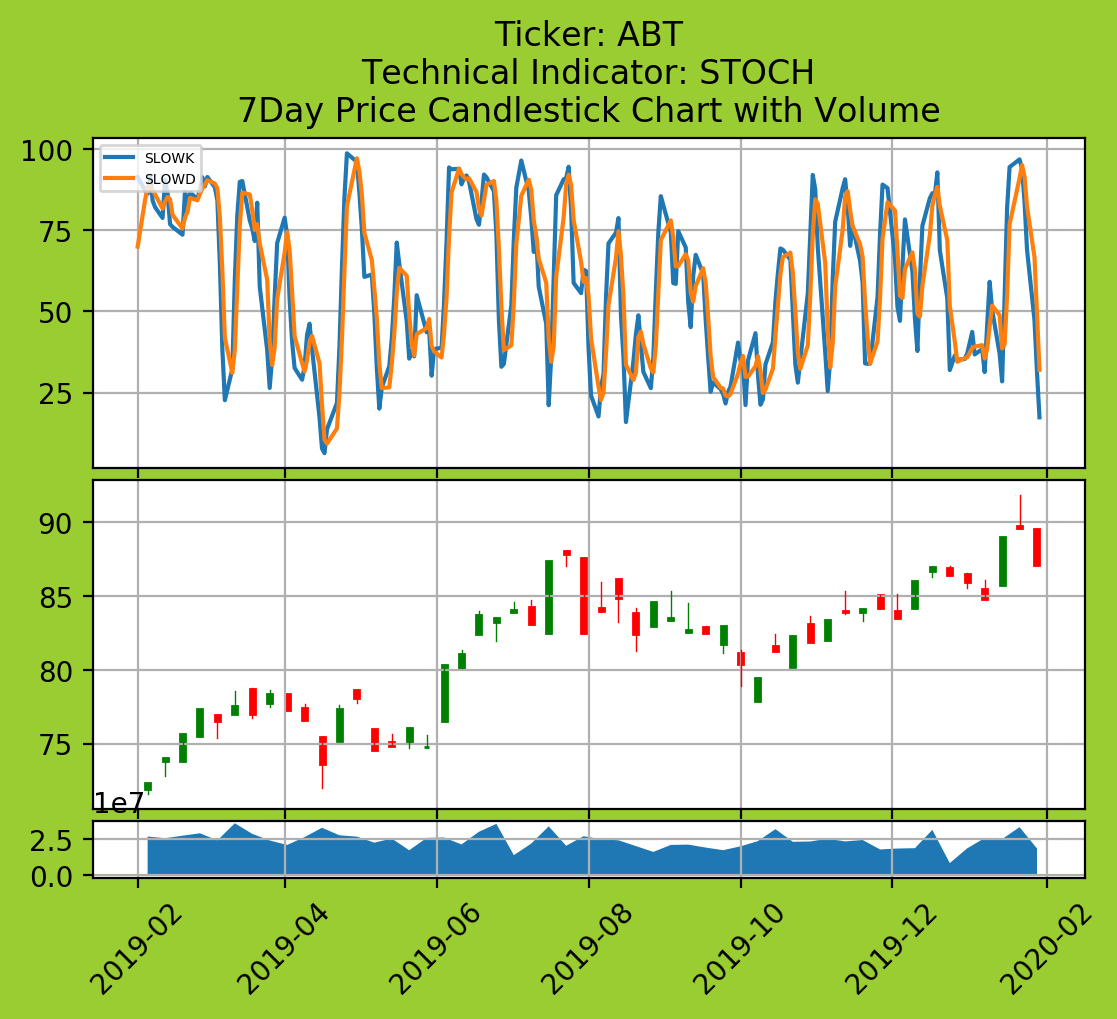 Ticker: ABT
Technical Indicator: STOCH
7Day Price Candlestick Chart with Volume
100
75
50
25
SLOWK
SLOWD
90
85
80
75
1e7
2.5
0.0
2019-02
2019-04
2019-06
2019-08
2019-10
2019-12
2020-02